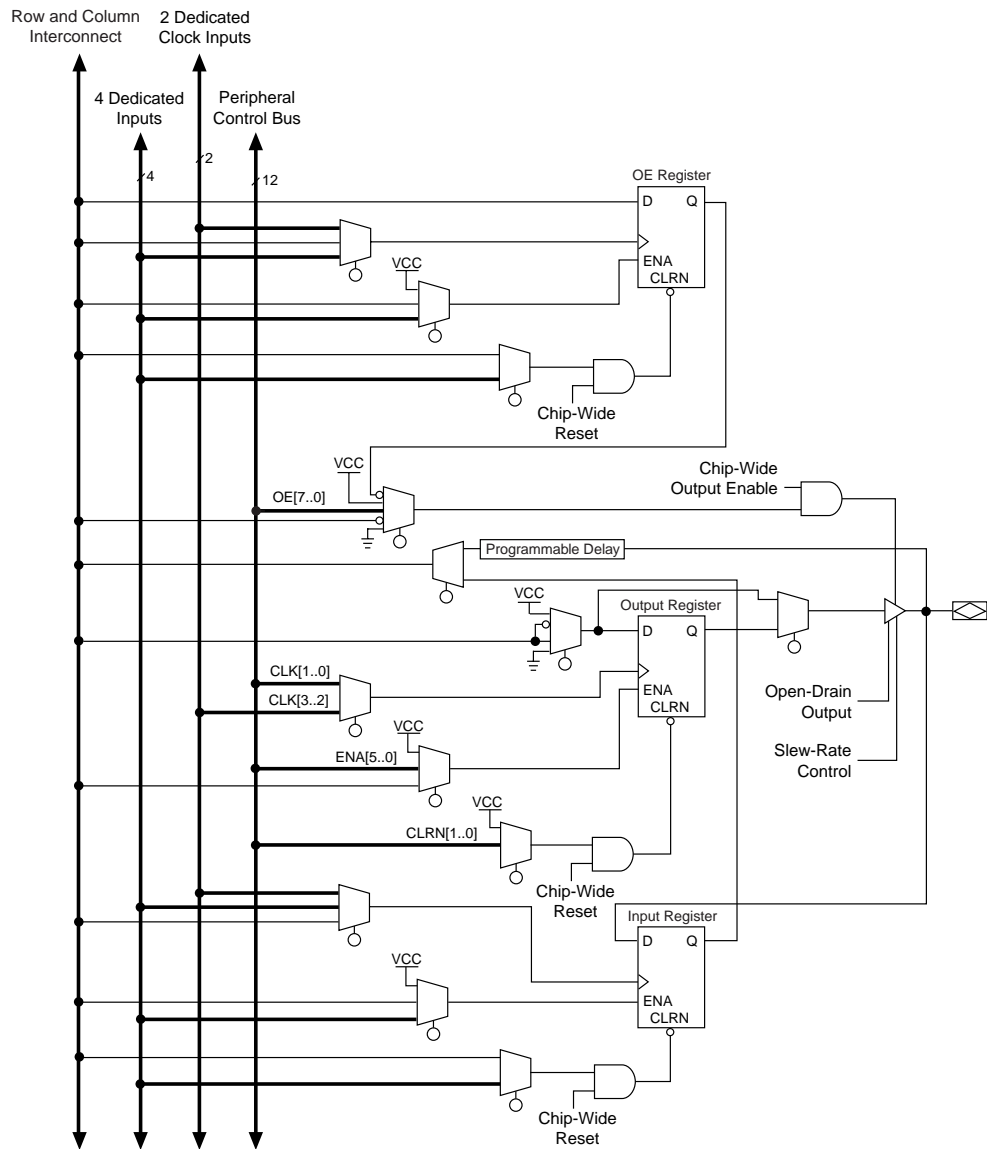 Row and Column
Interconnect
2 Dedicated
Clock Inputs
4 Dedicated
Inputs
Peripheral
Control Bus
2
4
12
OE Register
D Q
ENA
CLRN
VCC
Chip-Wide
Reset
VCC
OE[7..0]
Chip-Wide
Output Enable
Programmable Delay
VCC
Output Register
D Q
ENA
CLRN
CLK[1..0]
CLK[3..2]
Open-Drain
Output
VCC
ENA[5..0]
Slew-Rate
Control
VCC
CLRN[1..0]
Chip-Wide
Reset
Input Register
D Q
ENA
CLRN
VCC
Chip-Wide
Reset